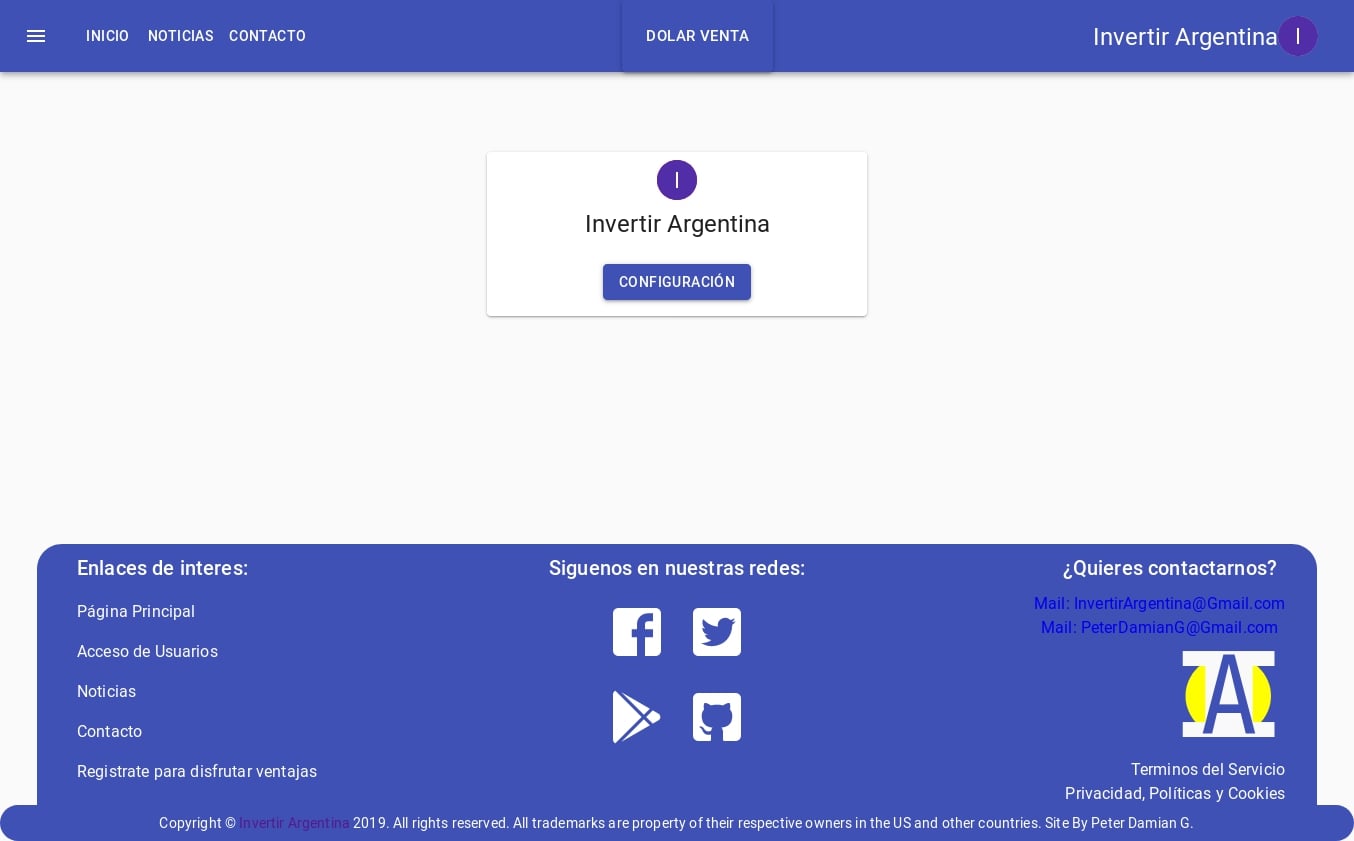 INICIO NOTICIAS CONTACTO DOLAR VENTA Invertir Argentina I
I
Invertir Argentina
CONFIGURACIÓN
Enlaces de interes:
Página Principal
Acceso de Usuarios
Noticias
Contacto
Registrate para disfrutar ventajas
Siguenos en nuestras redes:
¿Quieres contactarnos?
Mail: InvertirArgentina@Gmail.com
Mail: PeterDamianG@Gmail.com
IA
Terminos del Servicio
Privacidad, Políticas y Cookies
Copyright © Invertir Argentina 2019. All rights reserved. All trademarks are property of their respective owners in the US and other countries. Site By Peter Damian G.